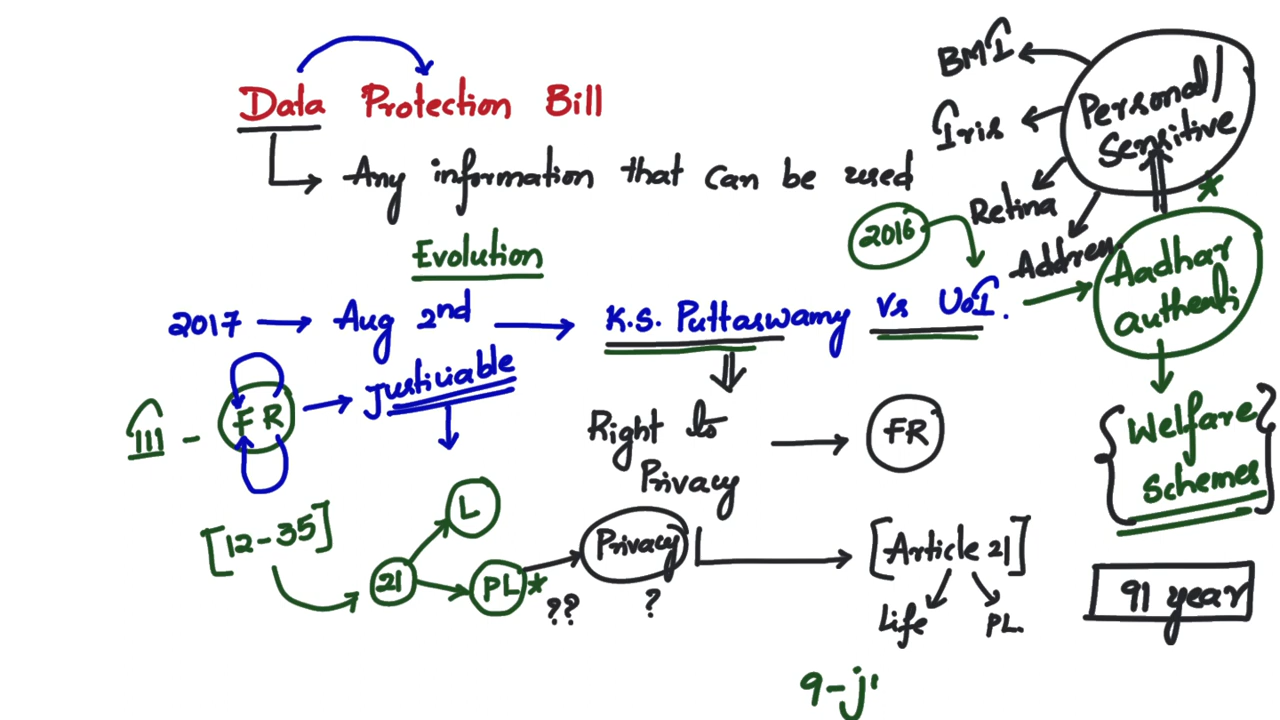 Data Protection Bill
Any information that can be used
Personal/
Sensitive
BMI
Iris
Retina
Address
Evolution
2016
2017 → Aug 2nd → K.S. Puttaswamy vs UoI.
Aadhar
authenti
Welfare
schemes
III - FR → Justiciable
Right to
Privacy → FR
[12-35]
21
L
PL*
??
Privacy
?
[Article 21]
Life
PL.
91 year
9-j